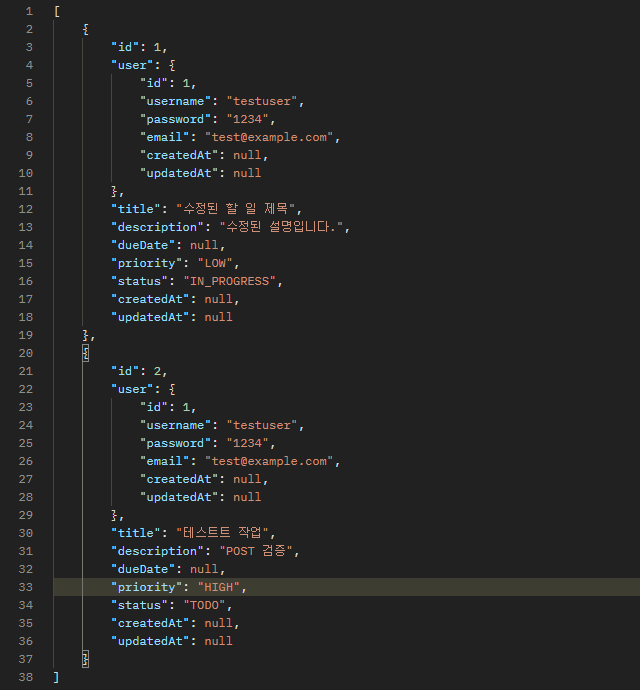 1 [
2 {
3 "id": 1,
4 "user": {
5 "id": 1,
6 "username": "testuser",
7 "password": "1234",
8 "email": "test@example.com",
9 "createdAt": null,
10 "updatedAt": null
11 },
12 "title": "수정된 할 일 제목",
13 "description": "수정된 설명입니다.",
14 "dueDate": null,
15 "priority": "LOW",
16 "status": "IN_PROGRESS",
17 "createdAt": null,
18 "updatedAt": null
19 },
20 {
21 "id": 2,
22 "user": {
23 "id": 1,
24 "username": "testuser",
25 "password": "1234",
26 "email": "test@example.com",
27 "createdAt": null,
28 "updatedAt": null
29 },
30 "title": "테스트트 작업",
31 "description": "POST 검증",
32 "dueDate": null,
33 "priority": "HIGH",
34 "status": "TODO",
35 "createdAt": null,
36 "updatedAt": null
37 }
38 ]